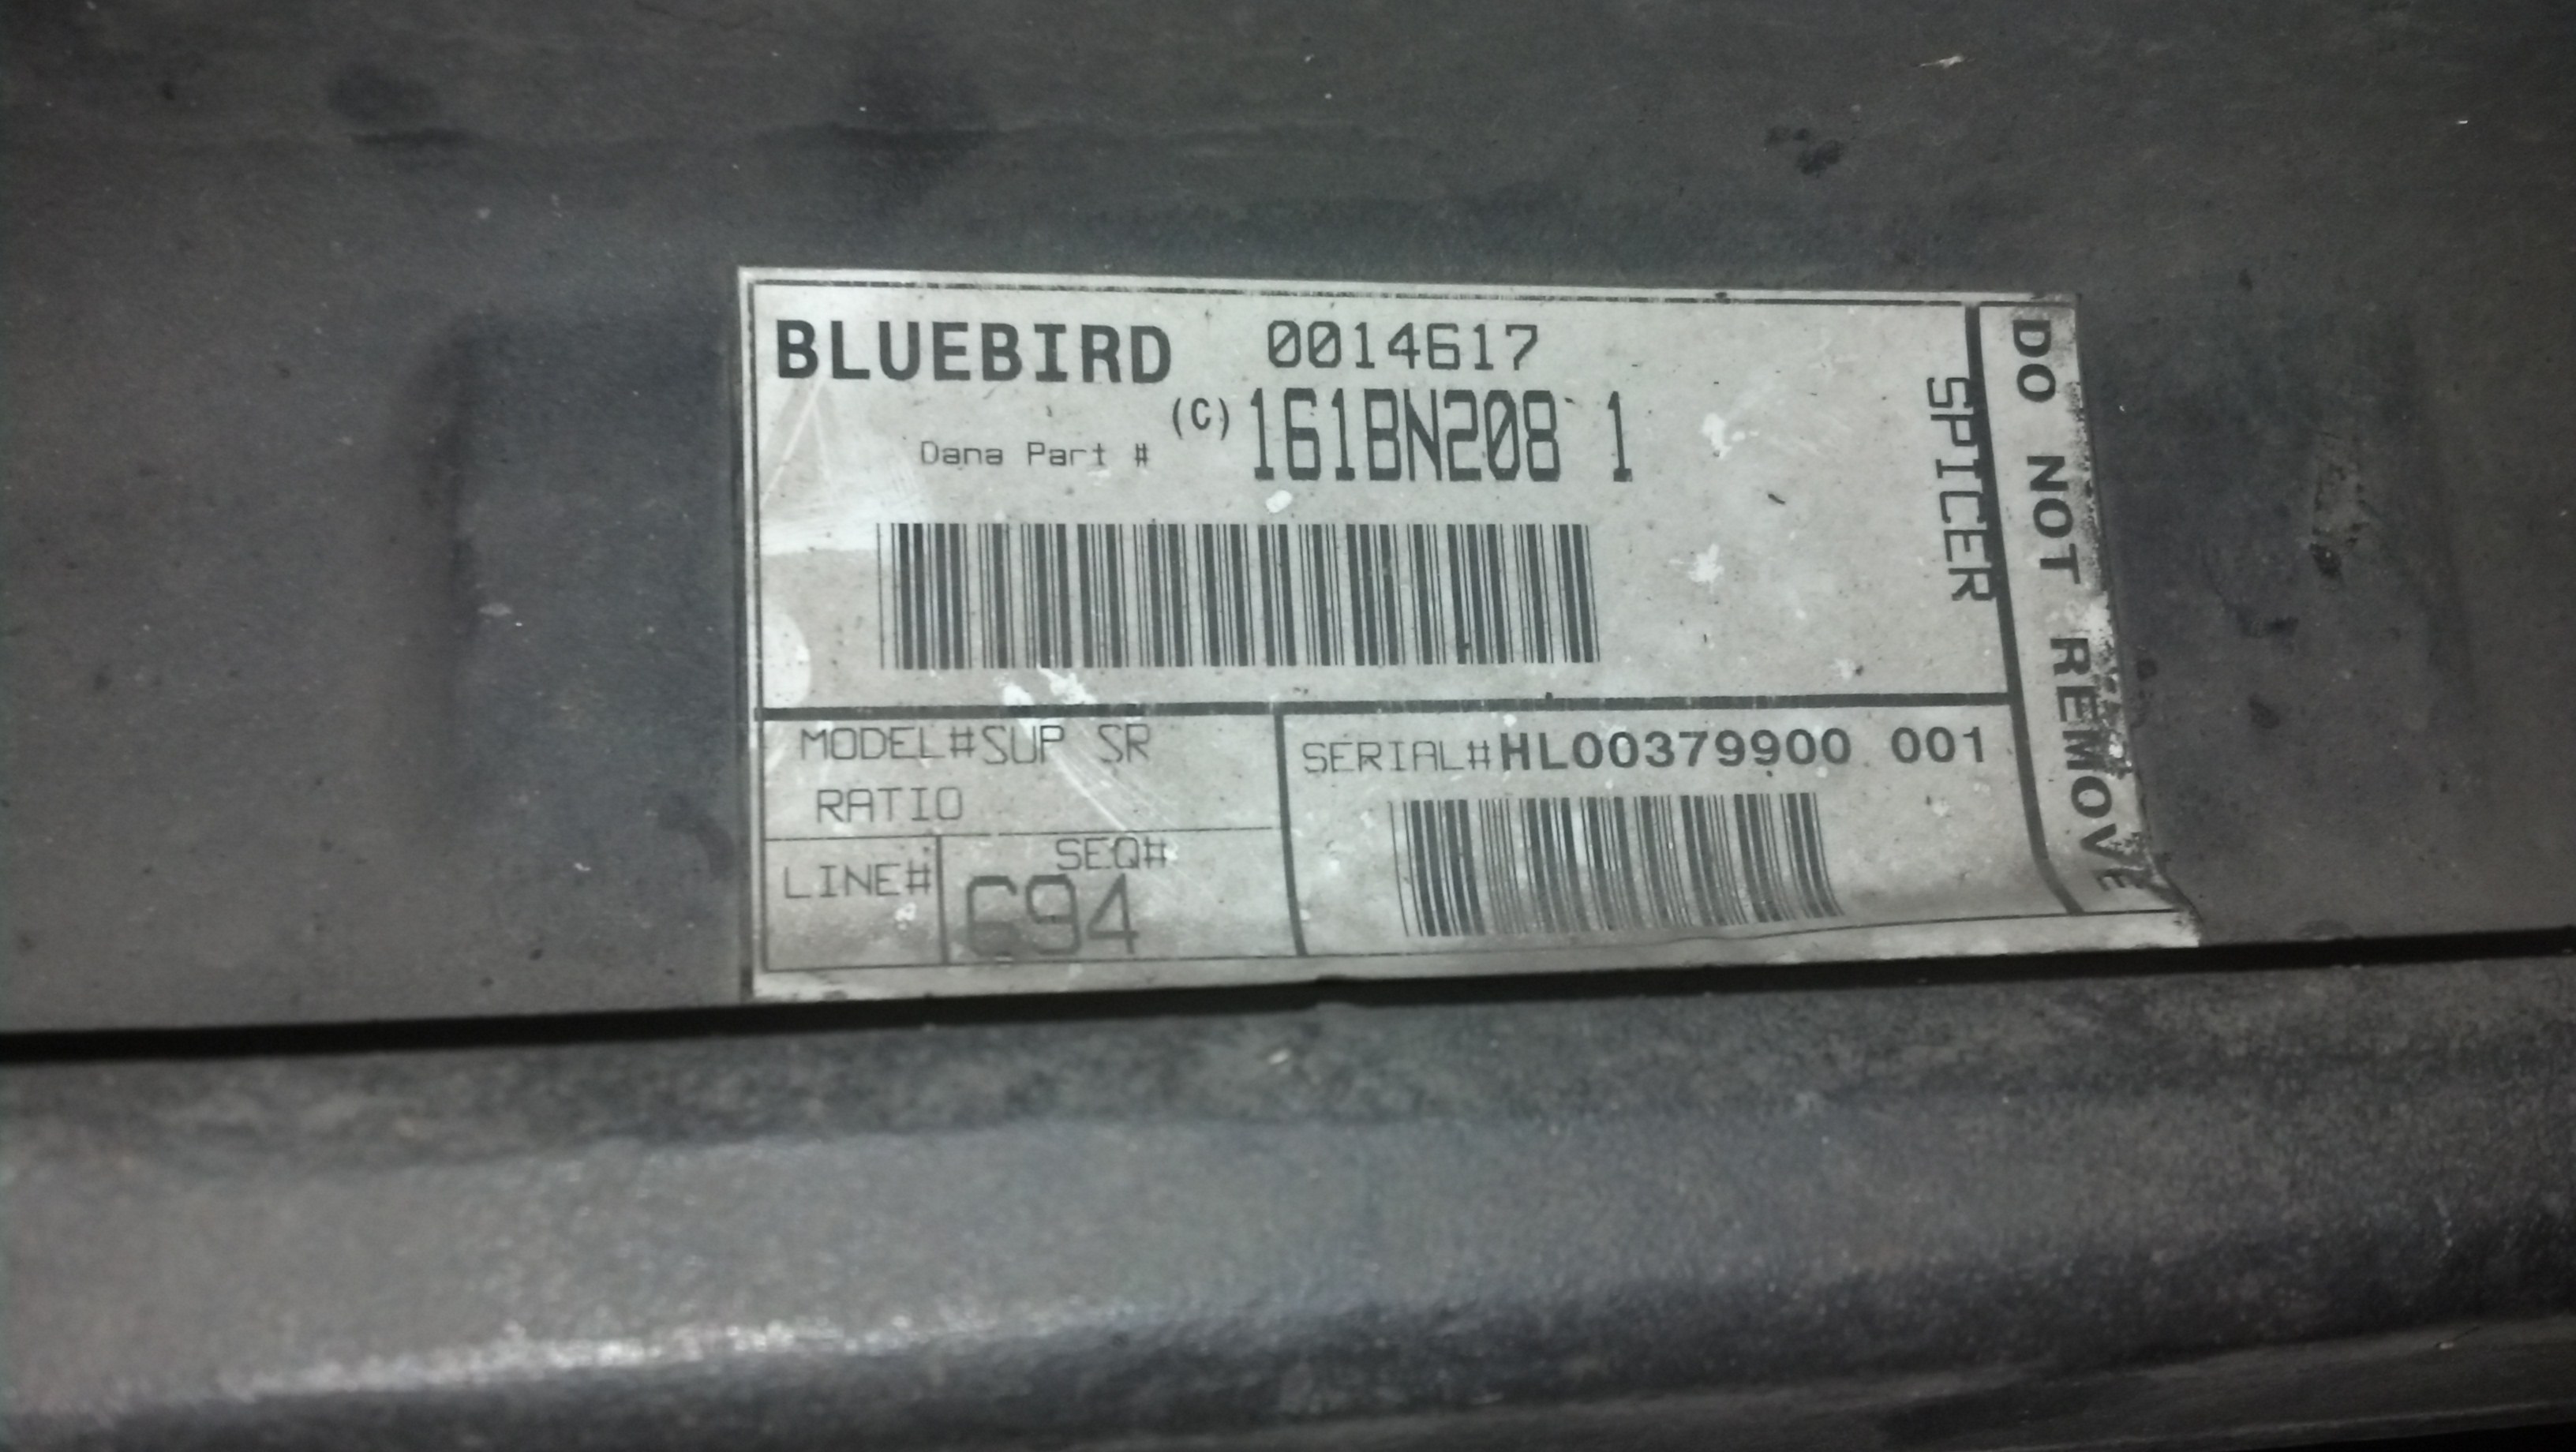 BLUEBIRD 0014617
Dana Part # (C) 161BN208 1
SPICER
DO NOT REMOVE
MODEL#SUP SR
RATIO
LINE#
SEQ#
694
SERIAL#HL00379900 001